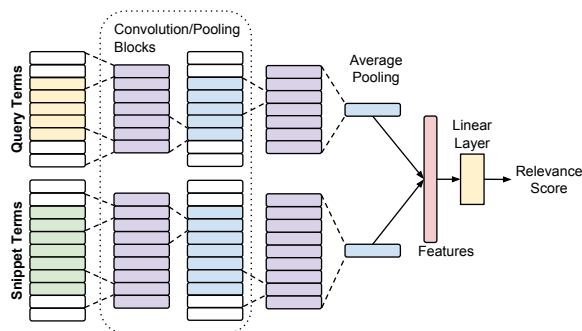 Convolution/Pooling
Blocks
Query Terms
Average
Pooling
Linear
Layer
Relevance
Score
Snippet Terms
Features